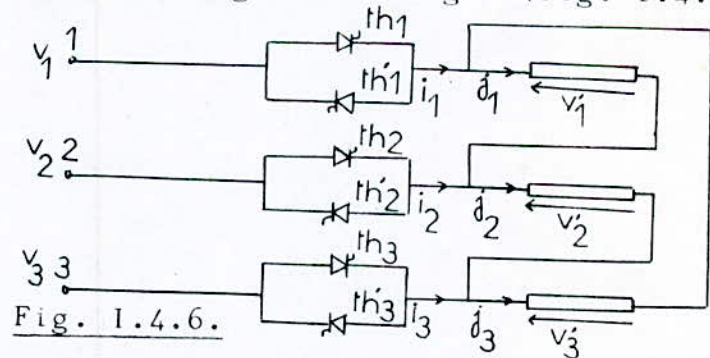 th1
v1 1
th'1
i1 j1 v'1
th2
v2 2
th'2
i2 j2 v'2
th3
v3 3
th'3
i3 j3 v'3
Fig. I.4.6.